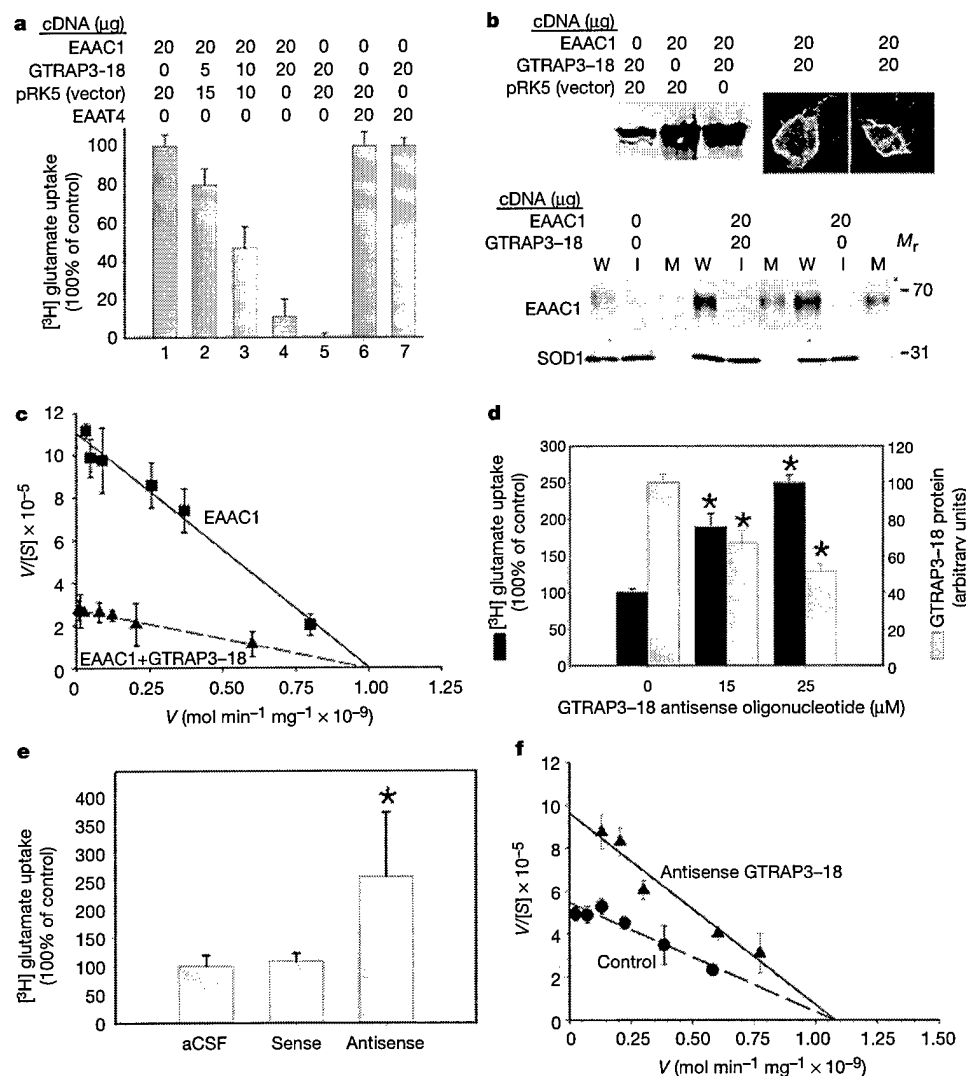 a
cDNA (µg)
EAAC1 20 20 20 20 0 0 0
GTRAP3–18 0 5 10 20 20 0 20
pRK5 (vector) 20 15 10 0 20 20 0
EAAT4 0 0 0 0 0 20 20
[³H] glutamate uptake
(100% of control)
100
80
60
40
20
0
1 2 3 4 5 6 7
b
cDNA (µg)
EAAC1 0 20 20 20 20
GTRAP3–18 20 0 20 20 20
pRK5 (vector) 20 20 0
cDNA (µg)
EAAC1 0 20 20
GTRAP3–18 0 20 0 Mr
W I M W I M W I M
EAAC1
–70
SOD1
–31
c
V/[S] × 10–5
12
10
8
6
4
2
0
EAAC1
EAAC1+GTRAP3–18
0 0.25 0.50 0.75 1.00 1.25
V (mol min–1 mg–1 × 10–9)
d
[³H] glutamate uptake
(100% of control)
300
250
200
150
100
50
0
120
100
80
60
40
20
0
GTRAP3–18 protein
(arbitrary units)
0 15 25
GTRAP3–18 antisense oligonucleotide (µM)
e
[³H] glutamate uptake
(100% of control)
400
350
300
250
200
150
100
50
0
aCSF Sense Antisense
f
V/[S] × 10–5
12
10
8
6
4
2
Antisense GTRAP3–18
Control
0 0.25 0.50 0.75 1.00 1.50
V (mol min–1 mg–1 × 10–9)